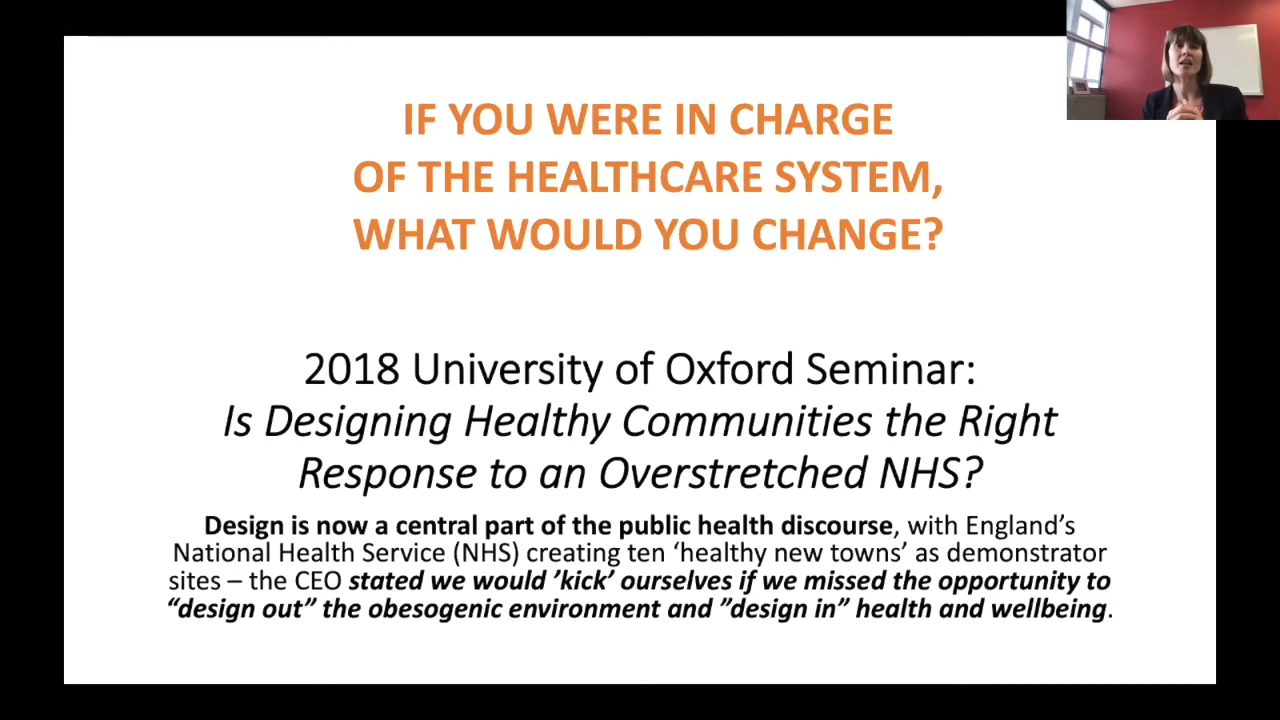 IF YOU WERE IN CHARGE
OF THE HEALTHCARE SYSTEM,
WHAT WOULD YOU CHANGE?
2018 University of Oxford Seminar:
Is Designing Healthy Communities the Right
Response to an Overstretched NHS?
Design is now a central part of the public health discourse, with England’s
National Health Service (NHS) creating ten ‘healthy new towns’ as demonstrator
sites – the CEO stated we would ’kick’ ourselves if we missed the opportunity to
“design out” the obesogenic environment and ”design in” health and wellbeing.